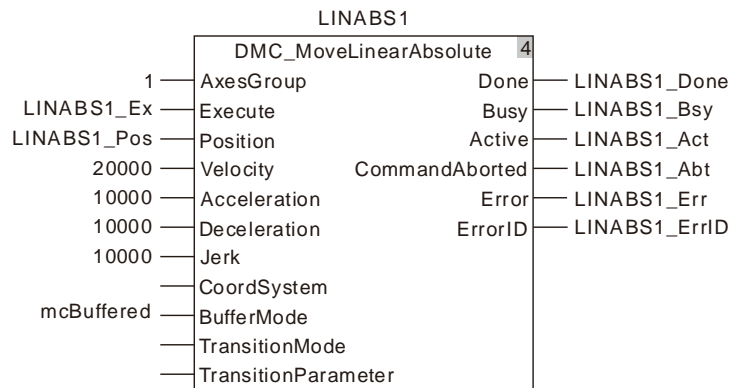 LINABS1
DMC_MoveLinearAbsolute 4
1 AxesGroup Done LINABS1_Done
LINABS1_Ex Execute Busy LINABS1_Bsy
LINABS1_Pos Position Active LINABS1_Act
20000 Velocity CommandAborted LINABS1_Abt
10000 Acceleration Error LINABS1_Err
10000 Deceleration ErrorID LINABS1_ErrID
10000 Jerk
CoordSystem
mcBuffered BufferMode
TransitionMode
TransitionParameter